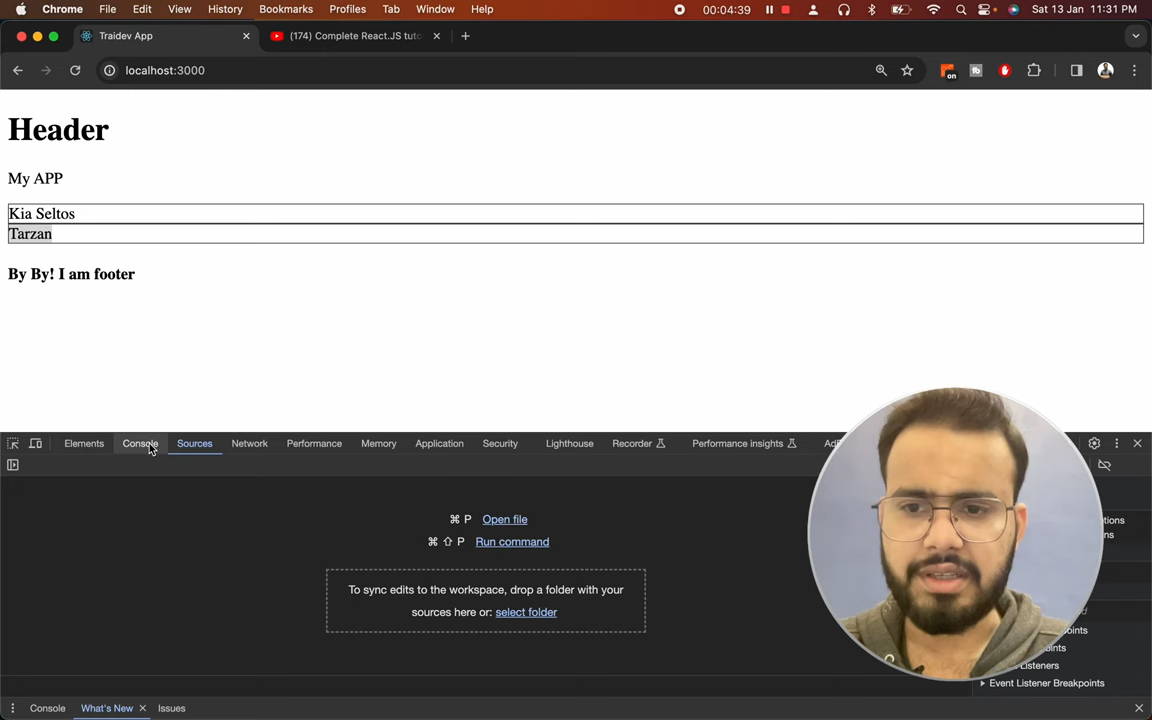 Chrome File Edit View History Bookmarks Profiles Tab Window Help 00:04:39 Sat 13 Jan 11:31 PM
Traidev App (174) Complete React.JS tuto
localhost:3000 on
Header
My APP
Kia Seltos
Tarzan
By By! I am footer
Elements Console Sources Network Performance Memory Application Security Lighthouse Recorder Performance insights
⌘ P Open file
⌘ ⇧ P Run command
To sync edits to the workspace, drop a folder with your
sources here or: select folder
Listeners
Event Listener Breakpoints
Console What's New Issues